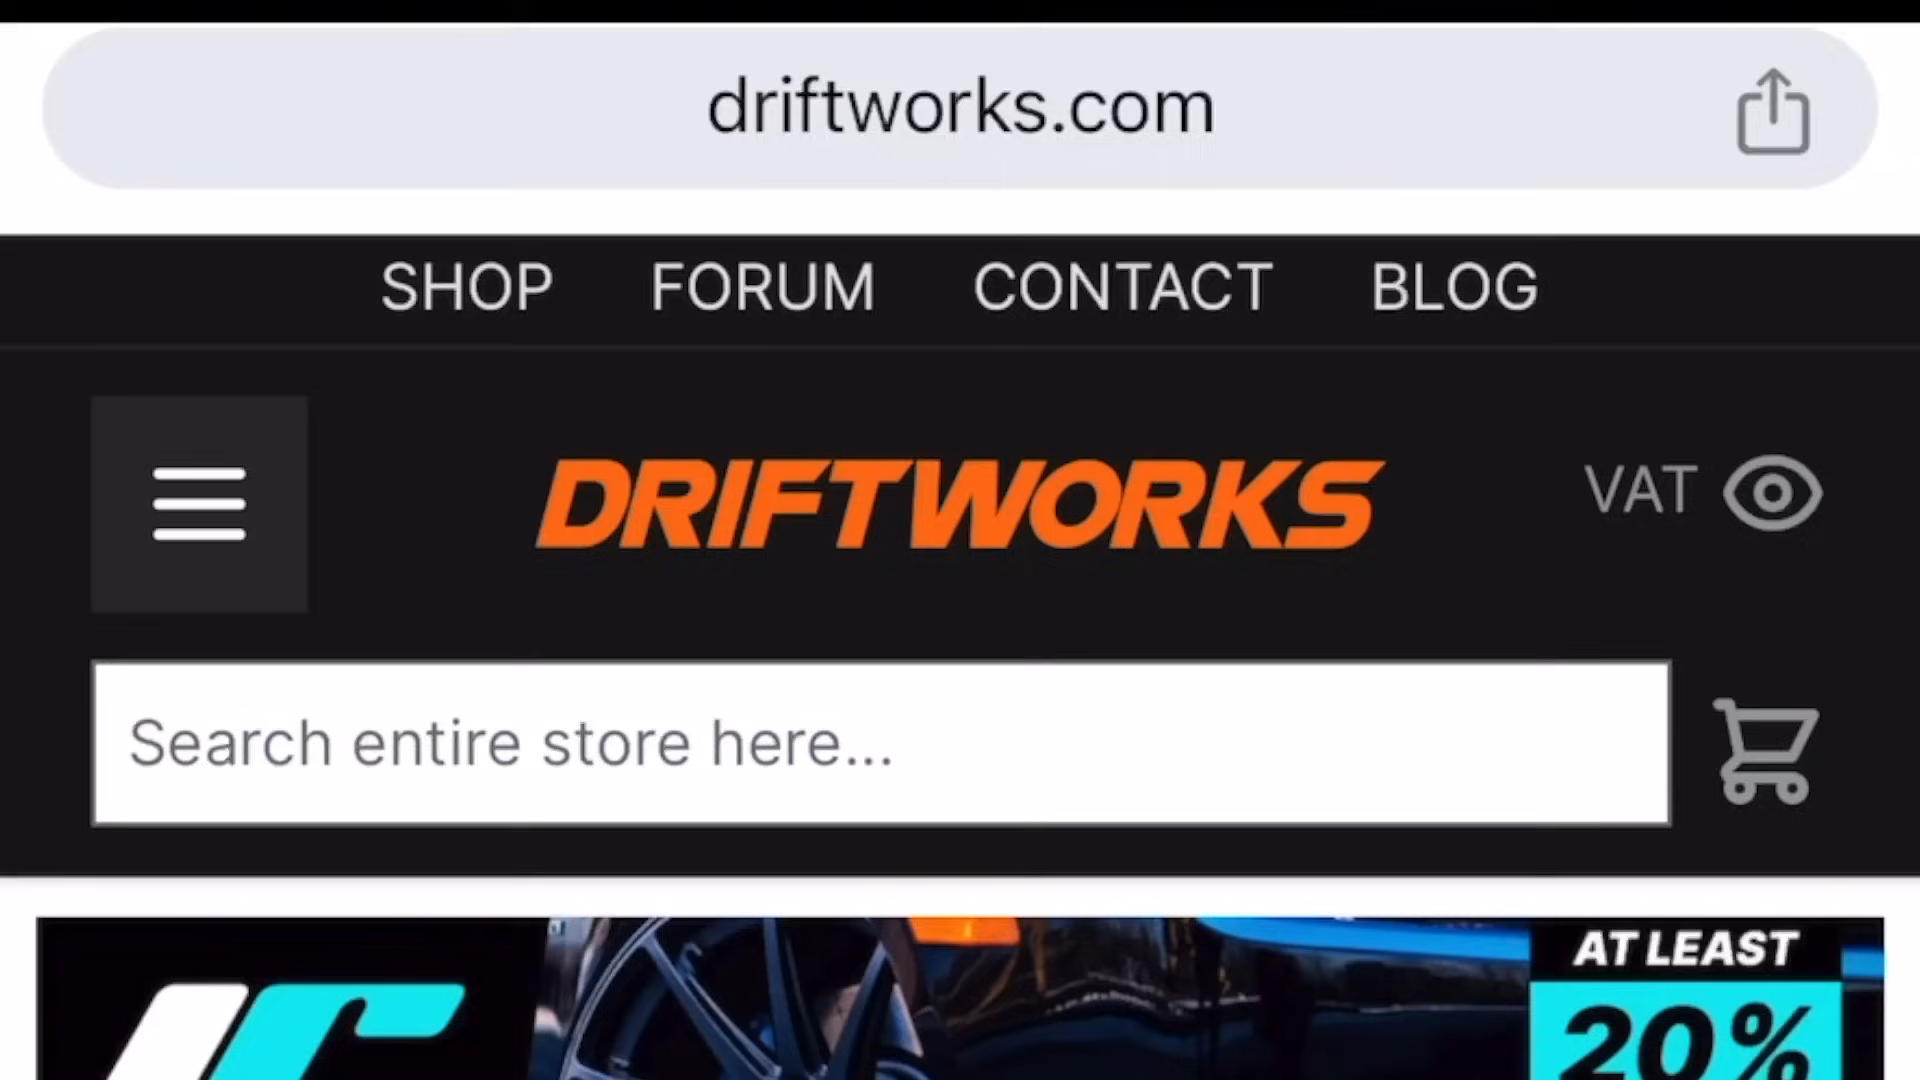 driftworks.com
SHOP FORUM CONTACT BLOG
DRIFTWORKS
VAT
Search entire store here...
AT LEAST
20%